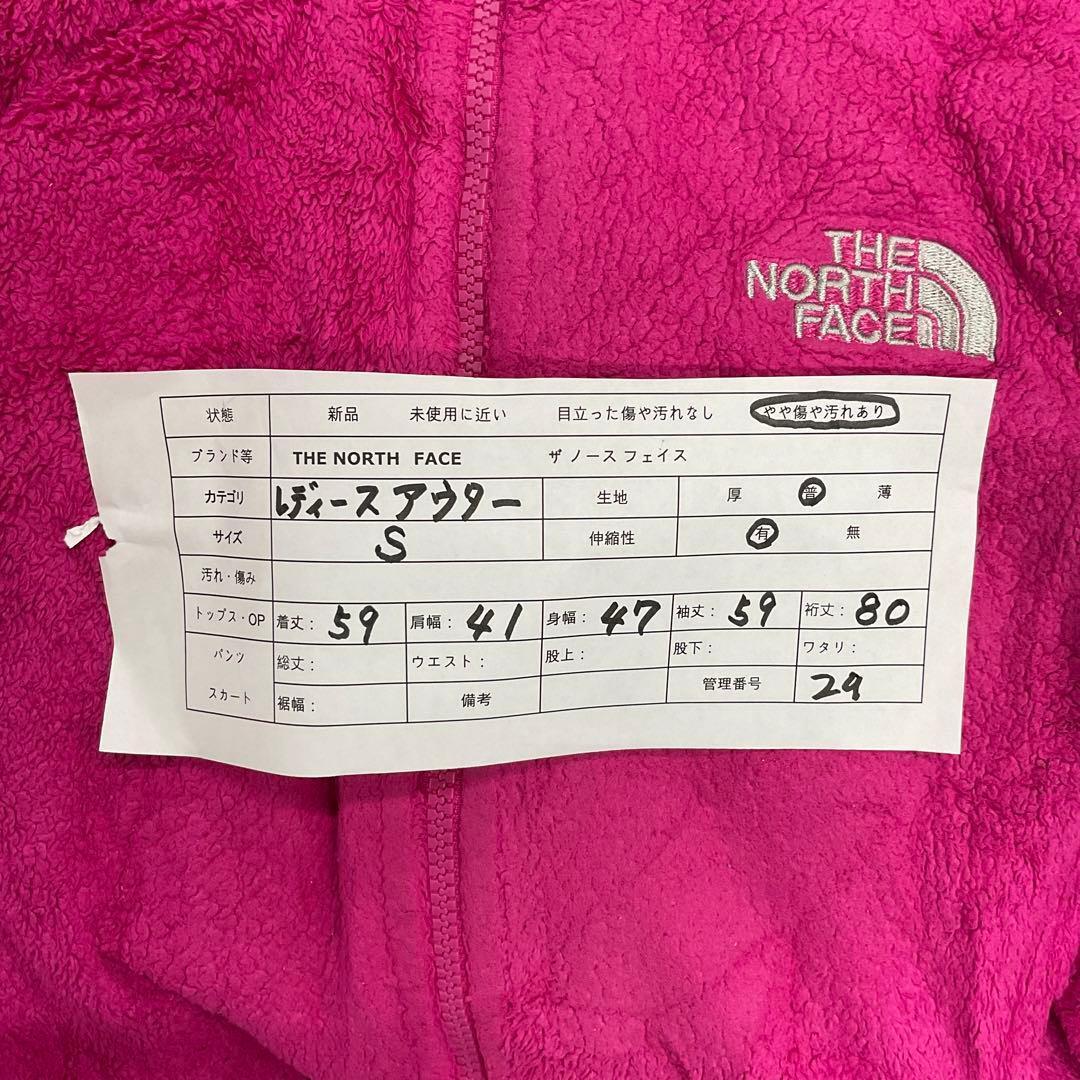 THE
NORTH
FACE
状態 新品 未使用に近い 目立った傷や汚れなし やや傷や汚れあり
ブランド等 THE NORTH FACE ザ ノース フェイス
カテゴリ レディース アウター 生地 厚 普 薄
サイズ S 伸縮性 有 無
汚れ・傷み
トップス・OP 着丈: 59 肩幅: 41 身幅: 47 袖丈: 59 裄丈: 80
パンツ 総丈: ウエスト: 股上: 股下: ワタリ:
スカート 裾幅: 備考 管理番号 29